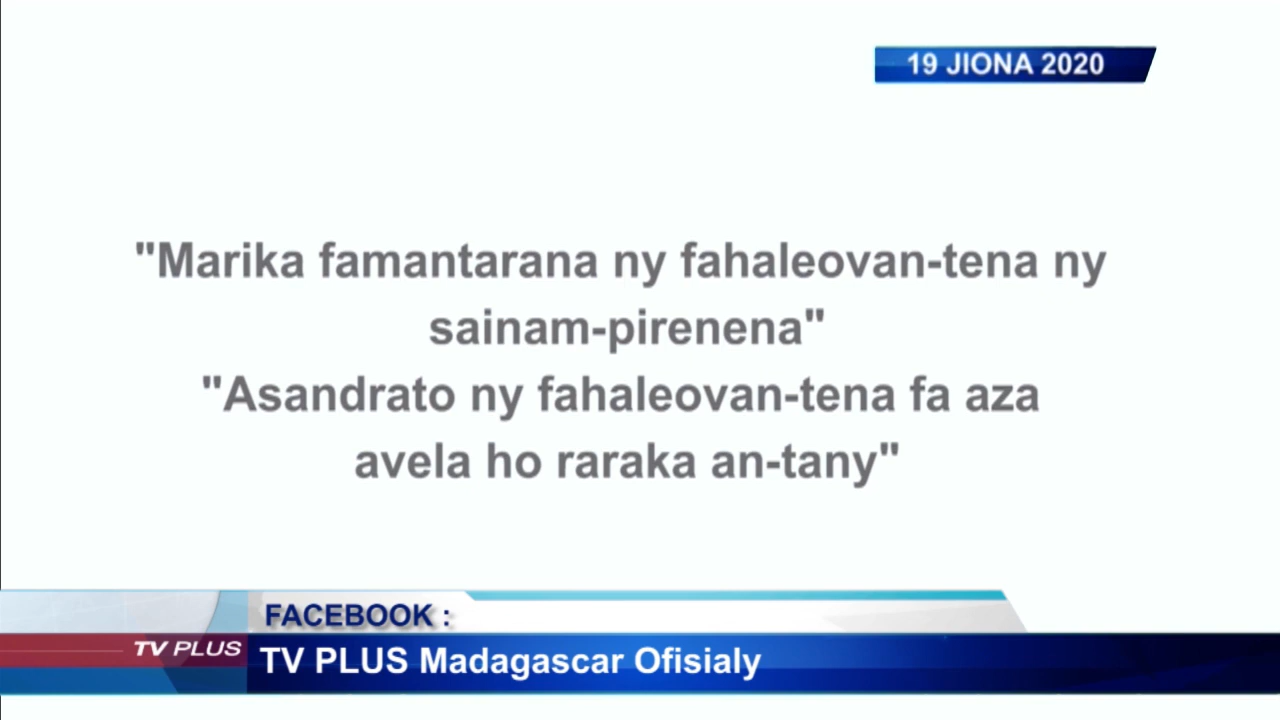 19 JIONA 2020
"Marika famantarana ny fahaleovan-tena ny
sainam-pirenena"
"Asandrato ny fahaleovan-tena fa aza
avela ho raraka an-tany"
FACEBOOK :
TV PLUS
TV PLUS Madagascar Ofisialy